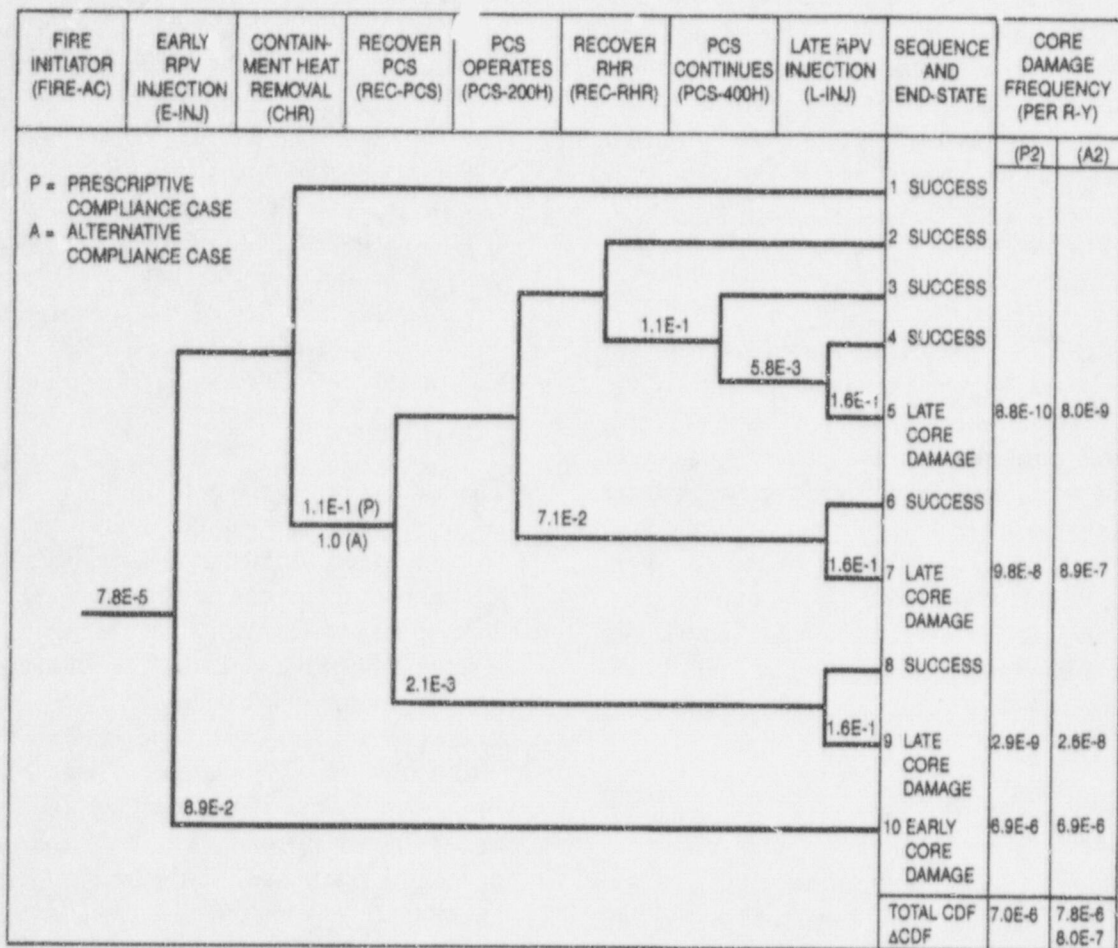 FIRE
INITIATOR
(FIRE-AC)
EARLY
RPV
INJECTION
(E-INJ)
CONTAIN-
MENT HEAT
REMOVAL
(CHR)
RECOVER
PCS
(REC-PCS)
PCS
OPERATES
(PCS-200H)
RECOVER
RHR
(REC-RHR)
PCS
CONTINUES
(PCS-400H)
LATE RPV
INJECTION
(L-INJ)
SEQUENCE
AND
END-STATE
CORE
DAMAGE
FREQUENCY
(PER R-Y)
(P2) (A2)
P = PRESCRIPTIVE
COMPLIANCE CASE
A = ALTERNATIVE
COMPLIANCE CASE
1 SUCCESS
2 SUCCESS
3 SUCCESS
1.1E-1
4 SUCCESS
5.8E-3
1.6E-1
5 LATE
CORE
DAMAGE
8.8E-10 8.0E-9
6 SUCCESS
1.1E-1 (P)
1.0 (A)
7.1E-2
1.6E-1
7 LATE
CORE
DAMAGE
9.8E-8 8.9E-7
7.8E-5
8 SUCCESS
2.1E-3
1.6E-1
9 LATE
CORE
DAMAGE
2.9E-9 2.6E-8
8.9E-2
10 EARLY
CORE
DAMAGE
6.9E-6 6.9E-6
TOTAL CDF 7.0E-6 7.8E-6
ΔCDF 8.0E-7